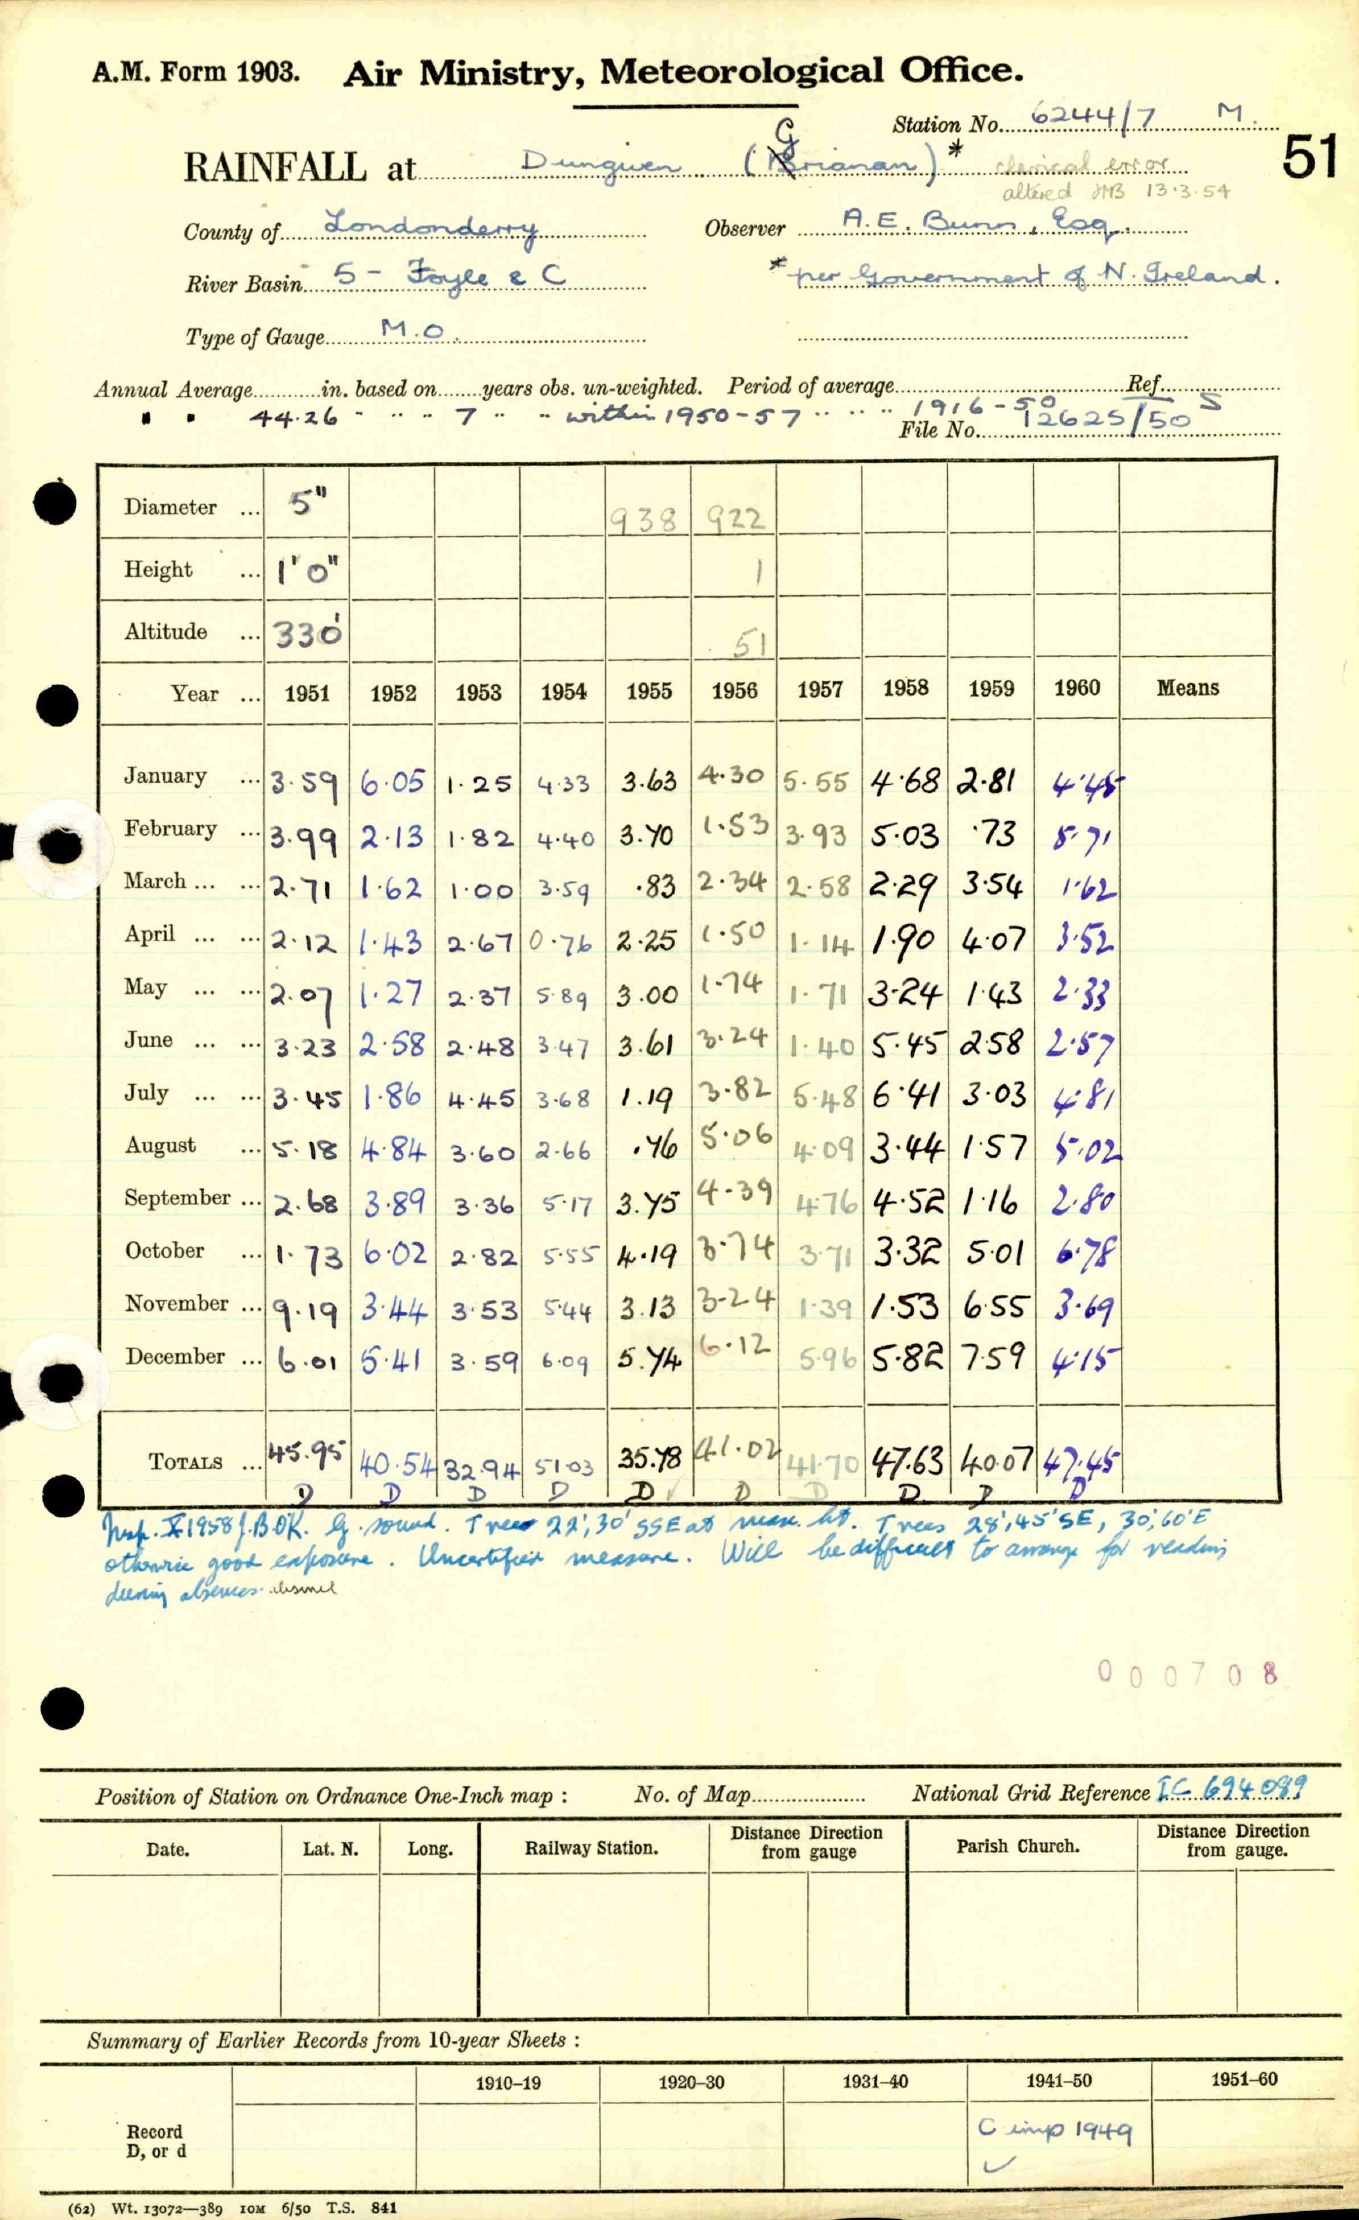 A.M. Form 1903. Air Ministry, Meteorological Office.
Station No. 6244/7 M.
51
RAINFALL at Dungiven (Grianan) * clerical error
altered JMB 13.3.54
County of Londonderry Observer A.E. Bunn, Esq.
River Basin 5 - Foyle & C * per Government of N. Ireland.
Type of Gauge M.O.
Annual Average in. based on years obs. un-weighted. Period of average Ref.
" " 44.26 " " " " 7 " " within 1950-57 " " " 1916-50 S
File No. 12625/50
Diameter ... 5" 938 922
Height ... 1'0" 1
Altitude ... 330' 51
Year ... 1951 1952 1953 1954 1955 1956 1957 1958 1959 1960 Means
January ... 3.59 6.05 1.25 4.33 3.63 4.30 5.55 4.68 2.81 4.45
February ... 3.99 2.13 1.82 4.40 3.70 1.53 3.93 5.03 .73 5.71
March ... ... 2.71 1.62 1.00 3.59 .83 2.34 2.58 2.29 3.54 1.62
April ... ... 2.12 1.43 2.67 0.76 2.25 1.50 1.14 1.90 4.07 3.52
May ... ... 2.07 1.27 2.37 5.89 3.00 1.74 1.71 3.24 1.43 2.33
June ... ... 3.23 2.58 2.48 3.47 3.61 3.24 1.40 5.45 2.58 2.57
July ... ... 3.45 1.86 4.45 3.68 1.19 3.82 5.48 6.41 3.03 4.81
August ... 5.18 4.84 3.60 2.66 .76 5.06 4.09 3.44 1.57 5.02
September ... 2.68 3.89 3.36 5.17 3.75 4.39 4.76 4.52 1.16 2.80
October ... 1.73 6.02 2.82 5.55 4.19 3.74 3.71 3.32 5.01 6.78
November ... 9.19 3.44 3.53 5.44 3.13 3.24 1.39 1.53 6.55 3.69
December ... 6.01 5.41 3.59 6.09 5.74 6.12 5.96 5.82 7.59 4.15
TOTALS ... 45.95 40.54 32.94 51.03 35.78 41.02 41.70 47.63 40.07 47.45
D D D D D D D D D D
Insp. X 1958 J.B.O'K. G. sound. Trees 22', 30' SSE at max. ht. Trees 28', 45' SE, 30', 60' E
otherwise good exposure. Uncertified measure. Will be difficult to arrange for reading
during absences.
000708
Position of Station on Ordnance One-Inch map : No. of Map National Grid Reference IC 694089
Date. Lat. N. Long. Railway Station. Distance from Direction gauge Parish Church. Distance from Direction gauge.
Summary of Earlier Records from 10-year Sheets :
1910–19 1920–30 1931–40 1941–50 1951–60
Record
D, or d
C imp 1949
✓
(62) Wt. 13072—389 10M 6/50 T.S. 841